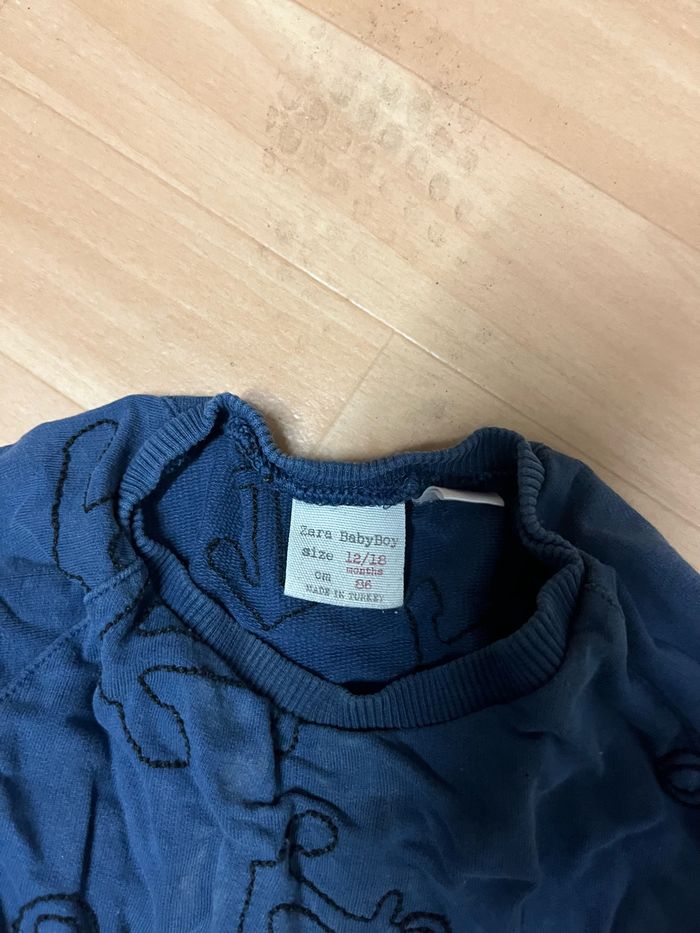 Zara BabyBoy
size 12/18
months
cm 86
MADE IN TURKEY